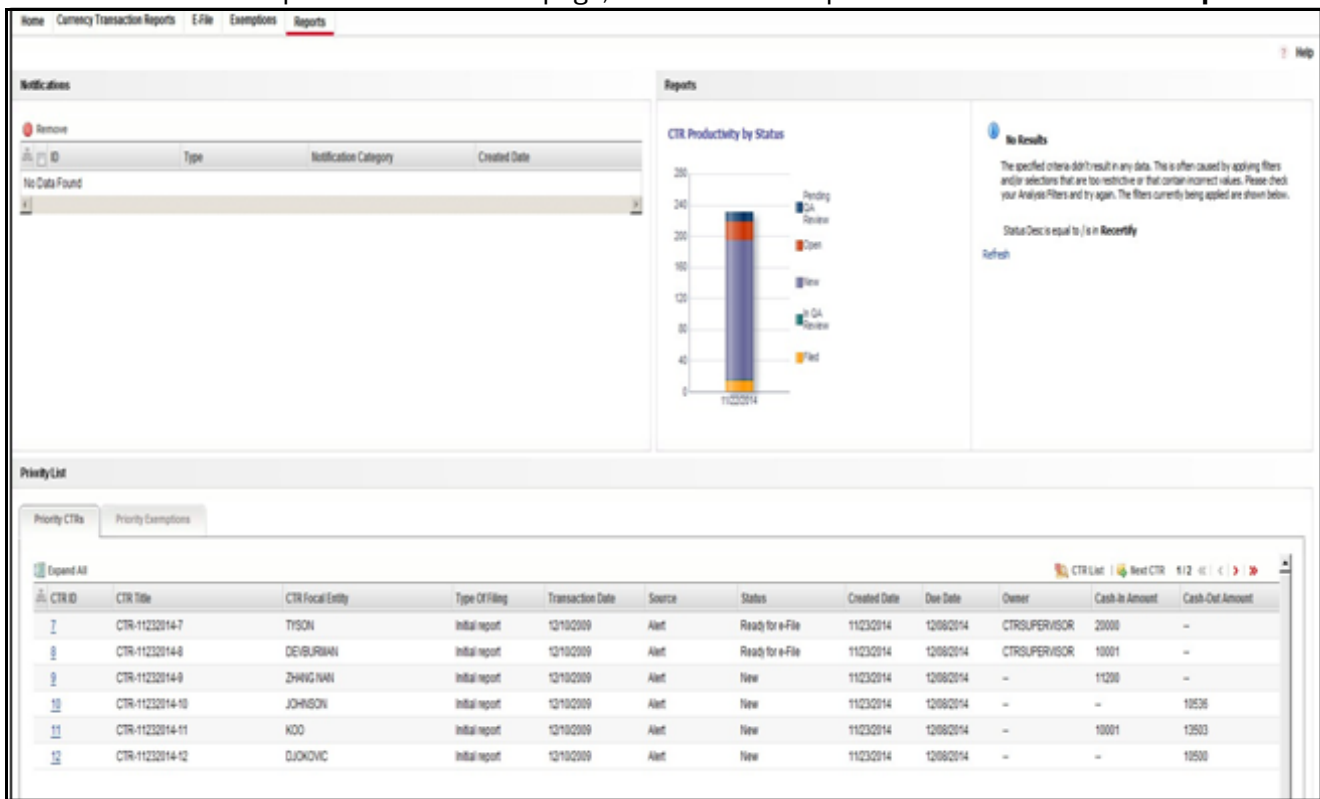 Home Currency Transaction Reports E-File Exemptions Reports
? Help
Notifications
Reports
Remove
ID Type Notification Category Created Date
No Data Found
CTR Productivity by Status
280
240
200
160
120
80
40
0
11/22/2014
Pending
QA
Review
Open
New
In QA
Review
Filed
No Results
The specified criteria didn't result in any data. This is often caused by applying filters
and/or selections that are too restrictive or that contain incorrect values. Please check
your Analysis Filters and try again. The filters currently being applied are shown below.
Status Desc is equal to / is in Recertify
Refresh
Priority List
Priority CTRs Priority Exemptions
Expand All CTR List | Next CTR 1/2
CTR ID CTR Title CTR Focal Entity Type Of Filing Transaction Date Source Status Created Date Due Date Owner Cash-In Amount Cash-Out Amount
7 CTR-11232014-7 TYSON Initial report 12/10/2009 Alert Ready for e-File 11/23/2014 12/08/2014 CTRSUPERVISOR 20000 --
8 CTR-11232014-8 DEVBURMAN Initial report 12/10/2009 Alert Ready for e-File 11/23/2014 12/08/2014 CTRSUPERVISOR 10001 --
9 CTR-11232014-9 ZHANG NAN Initial report 12/10/2009 Alert New 11/23/2014 12/08/2014 -- 11200 --
10 CTR-11232014-10 JOHNSON Initial report 12/10/2009 Alert New 11/23/2014 12/08/2014 -- -- 10536
11 CTR-11232014-11 KOO Initial report 12/10/2009 Alert New 11/23/2014 12/08/2014 -- 10001 13503
12 CTR-11232014-12 DJOKOVIC Initial report 12/10/2009 Alert New 11/23/2014 12/08/2014 -- -- 10500